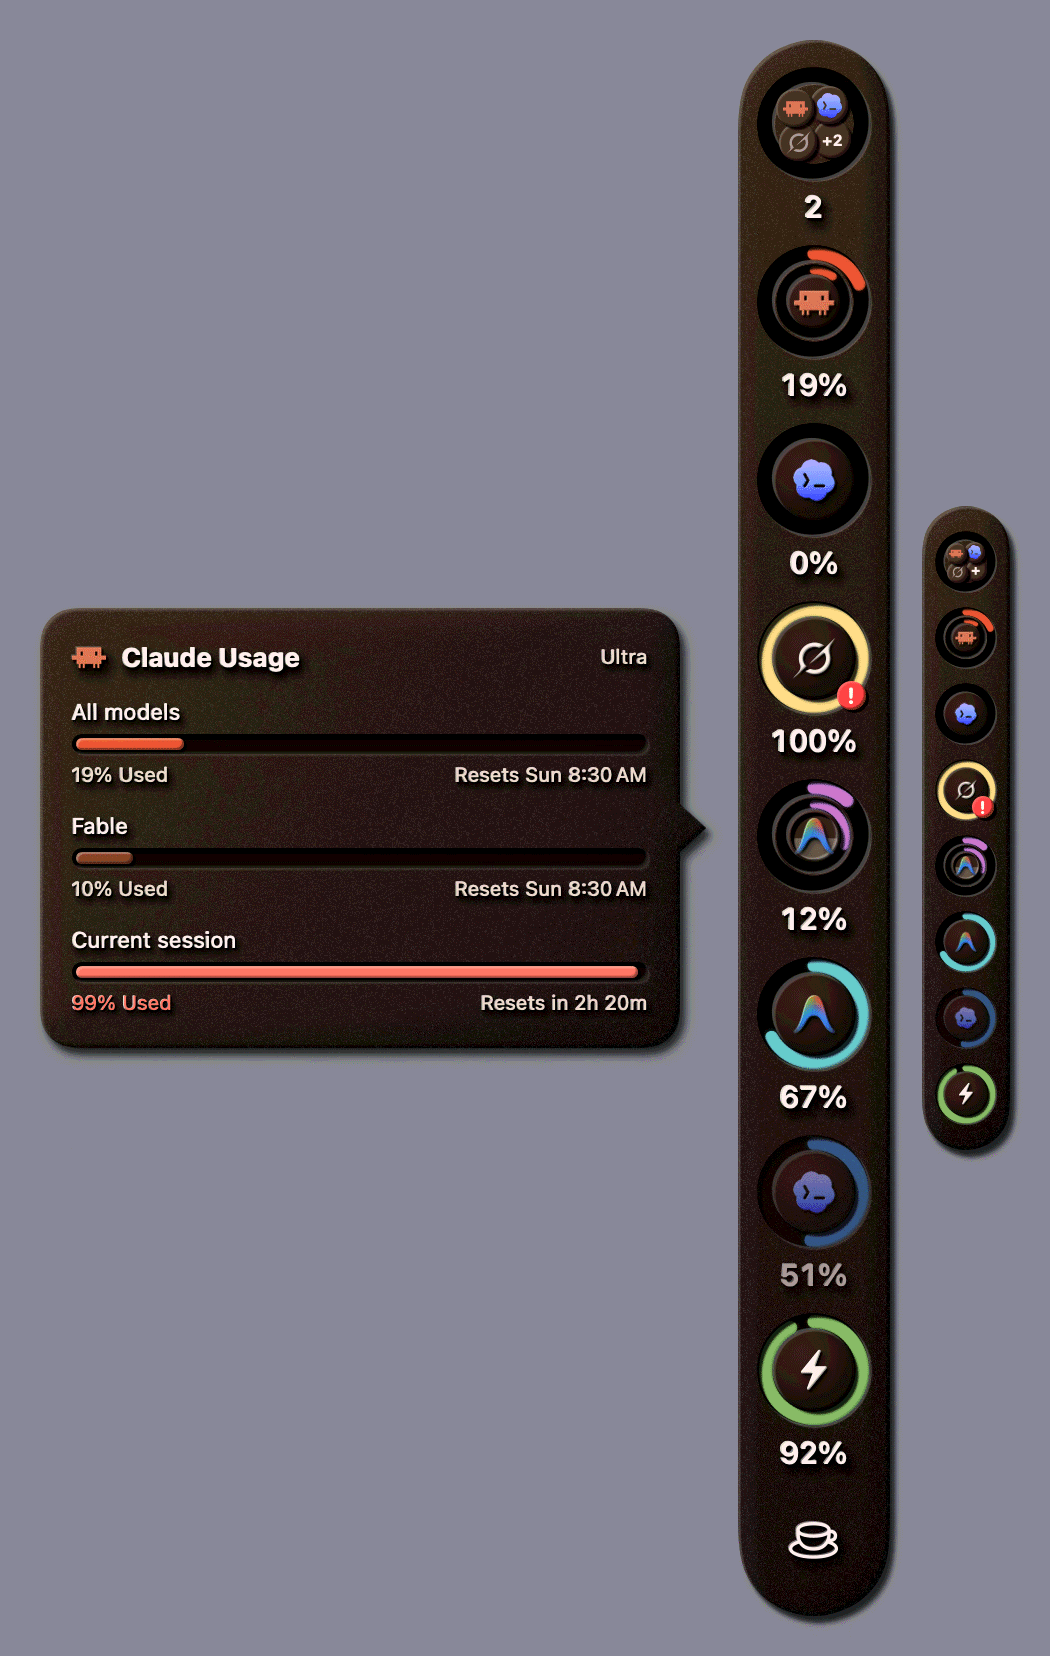 +2
2
19%
0%
100%
12%
67%
51%
92%
Claude Usage Ultra
All models
19% Used Resets Sun 8:30 AM
Fable
10% Used Resets Sun 8:30 AM
Current session
99% Used Resets in 2h 20m
+